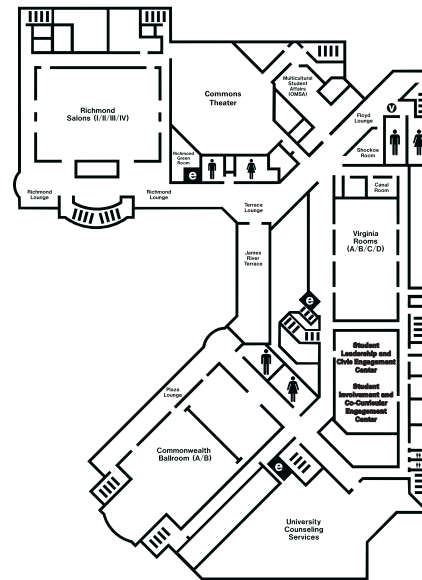 Multicultural
Student
Affairs
(OMSA)
Commons
Theater
Richmond
Salons (I/II/III/IV)
v
Floyd
Lounge
Shockoe
Room
Richmond
Green
Room
e
Canal
Room
Richmond
Lounge
Richmond
Lounge
Terrace
Lounge
Virginia
Rooms
(A/B/C/D)
James
River
Terrace
e
Student
Leadership and
Civic Engagement
Center
Student
Involvement and
Co-Curricular
Engagement
Center
Plaza
Lounge
Commonwealth
Ballroom (A/B)
e
University
Counseling
Services